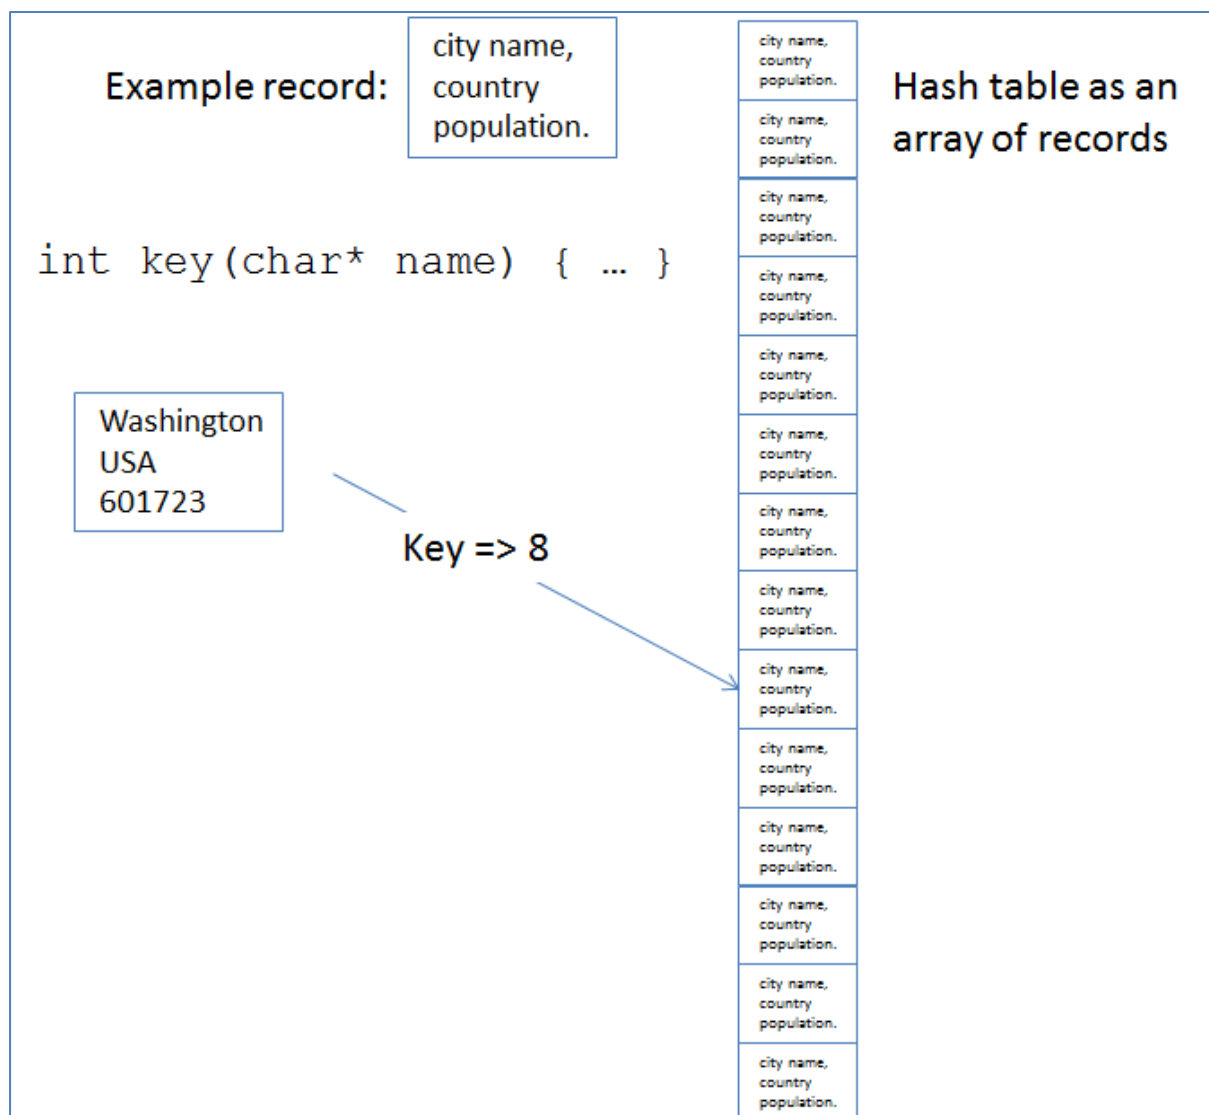 Example record:
city name,
country
population.
Hash table as an
array of records
int key(char* name) { … }
Washington
USA
601723
Key => 8
city name,
country
population.
city name,
country
population.
city name,
country
population.
city name,
country
population.
city name,
country
population.
city name,
country
population.
city name,
country
population.
city name,
country
population.
city name,
country
population.
city name,
country
population.
city name,
country
population.
city name,
country
population.
city name,
country
population.
city name,
country
population.